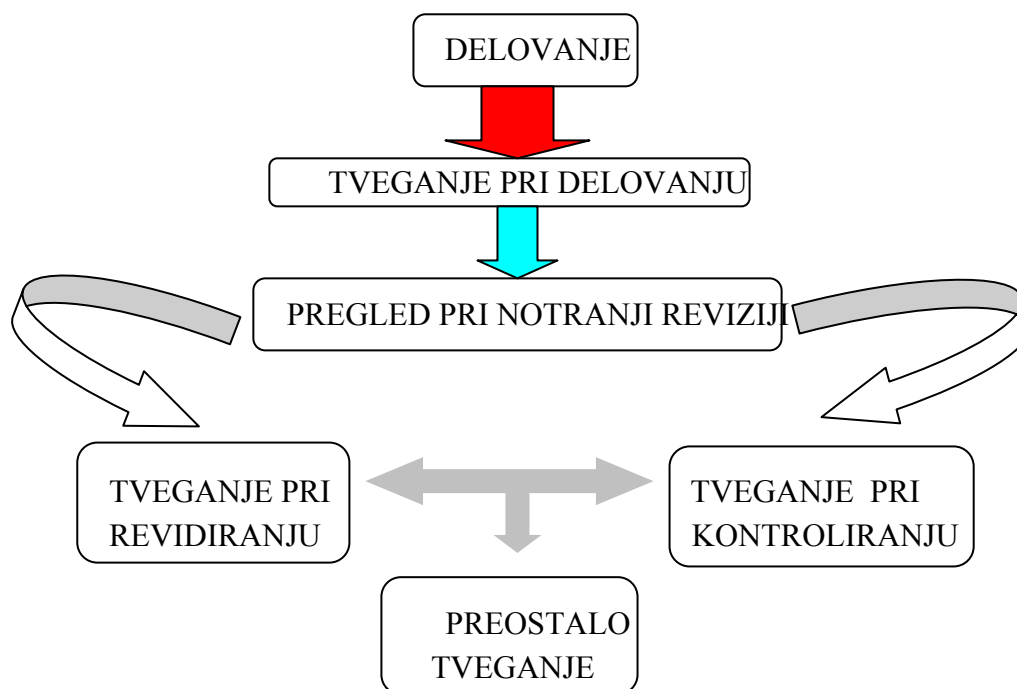 DELOVANJE
TVEGANJE PRI DELOVANJU
PREGLED PRI NOTRANJI REVIZIJI
TVEGANJE PRI
REVIDIRANJU
TVEGANJE PRI
KONTROLIRANJU
PREOSTALO
TVEGANJE